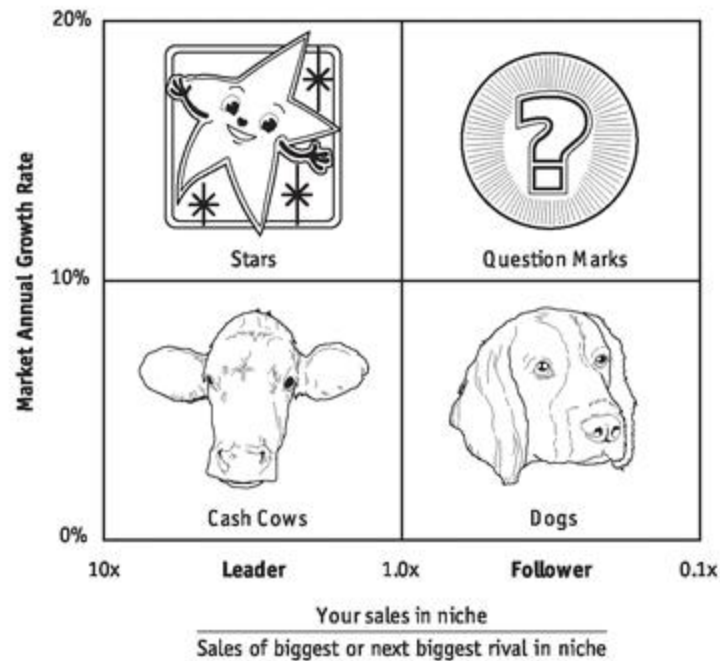 20%
Market Annual Growth Rate
Stars
Question Marks
10%
Cash Cows
Dogs
0%
10x
Leader
1.0x
Follower
0.1x
Your sales in niche
Sales of biggest or next biggest rival in niche